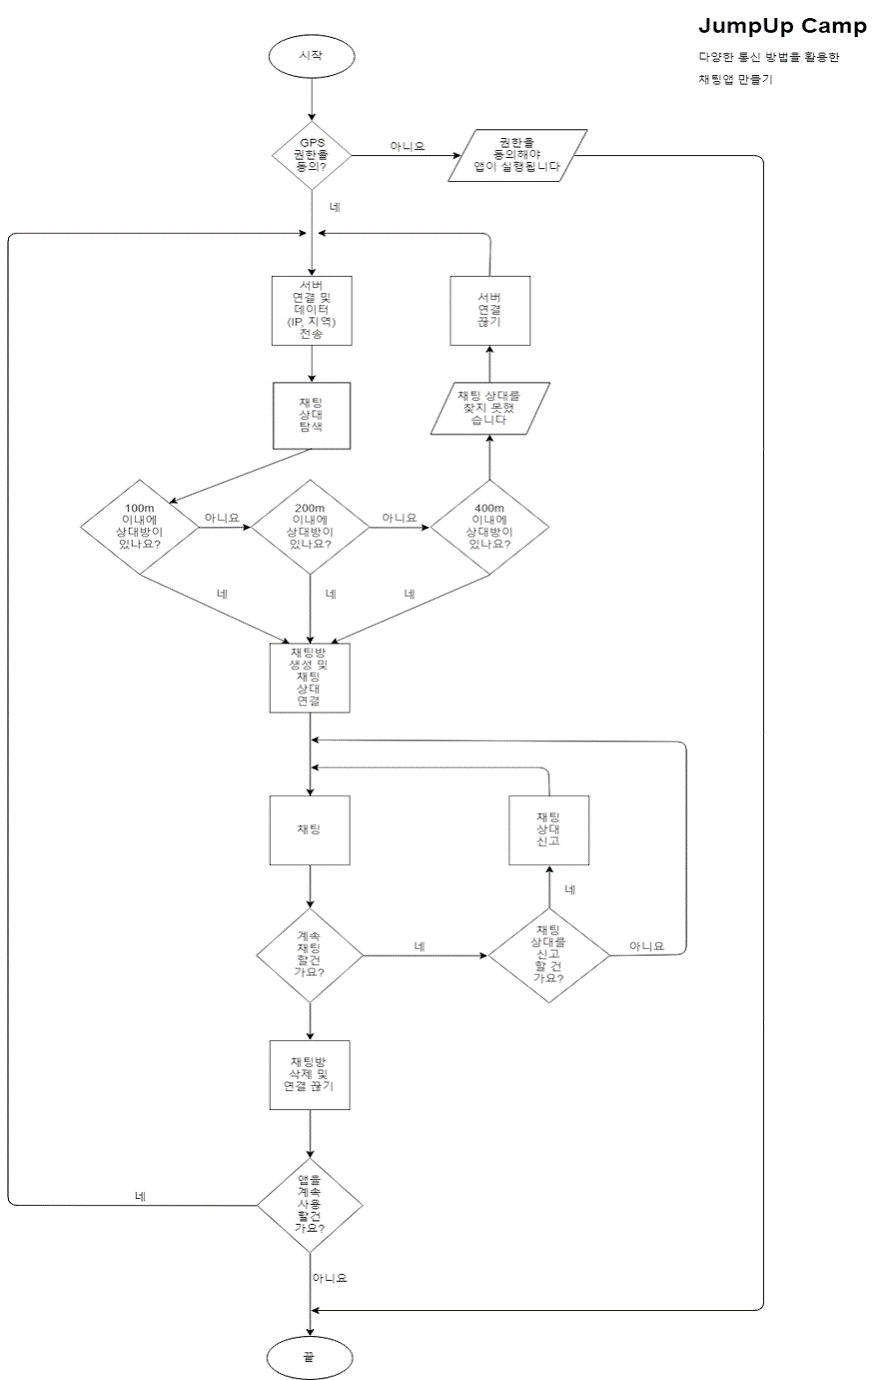 JumpUp Camp
다양한 통신 방법을 활용한
채팅앱 만들기
시작
GPS
권한을
동의?
아니요
권한을
동의해야
앱이 실행됩니다
네
서버
연결 및
데이터
(IP, 지역)
전송
서버
연결
끊기
채팅
상대
탐색
채팅 상대를
찾지 못했
습니다
100m
이내에
상대방이
있나요?
아니요
200m
이내에
상대방이
있나요?
아니요
400m
이내에
상대방이
있나요?
네
네
네
채팅방
생성 및
채팅
상대
연결
채팅
채팅
상대
신고
네
계속
채팅
할건
가요?
네
채팅
상대를
신고
할 건
가요?
아니요
채팅방
삭제 및
연결 끊기
앱을
계속
사용
할건
가요?
네
아니요
끝